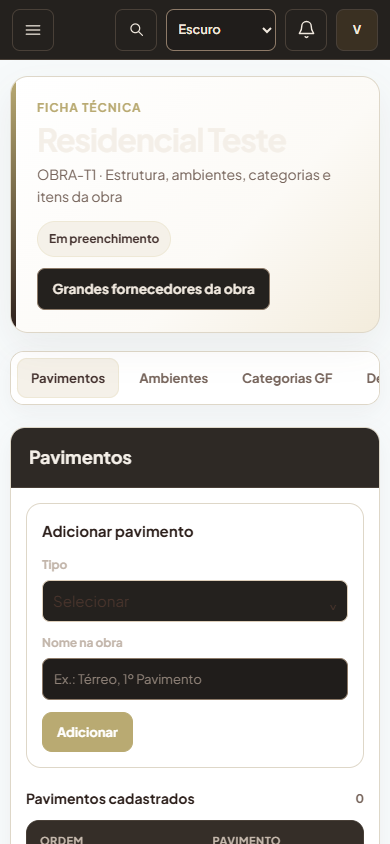 Escuro
V
FICHA TÉCNICA
Residencial Teste
OBRA-T1 · Estrutura, ambientes, categorias e
itens da obra
Em preenchimento
Grandes fornecedores da obra
Pavimentos Ambientes Categorias GF De
Pavimentos
Adicionar pavimento
Tipo
Selecionar
Nome na obra
Ex.: Térreo, 1º Pavimento
Adicionar
Pavimentos cadastrados 0
ORDEM PAVIMENTO